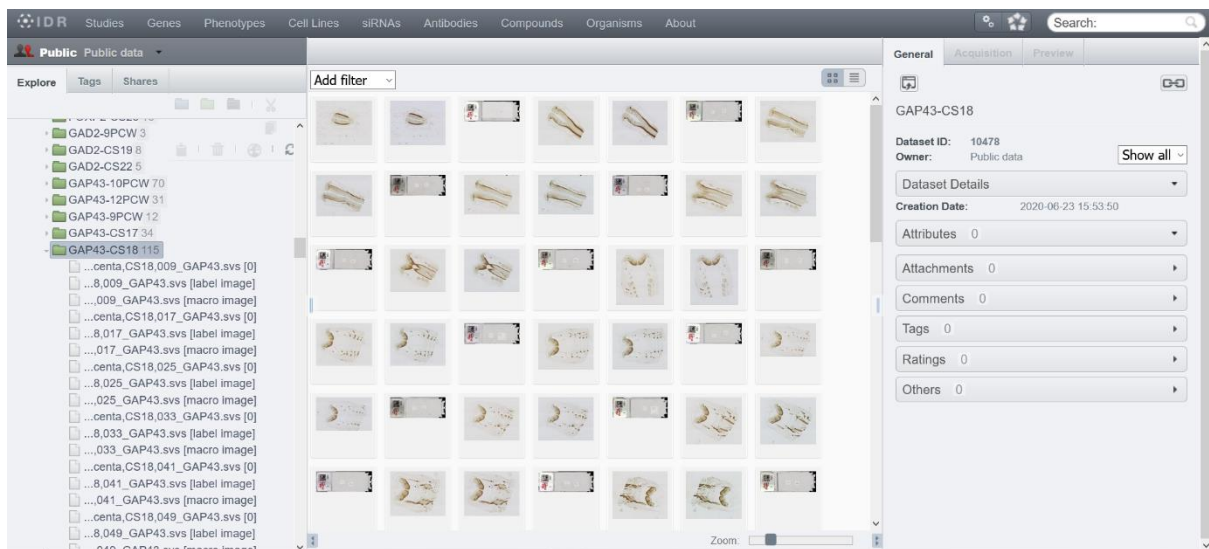 IDR Studies Genes Phenotypes Cell Lines siRNAs Antibodies Compounds Organisms About Search:
Public Public data
Explore Tags Shares
GAD2-9PCW 3
GAD2-CS19 8
GAD2-CS22 5
GAP43-10PCW 70
GAP43-12PCW 31
GAP43-9PCW 12
GAP43-CS17 34
GAP43-CS18 115
...centa,CS18,009_GAP43.svs [0]
...8,009_GAP43.svs [label image]
...,009_GAP43.svs [macro image]
...centa,CS18,017_GAP43.svs [0]
...8,017_GAP43.svs [label image]
...,017_GAP43.svs [macro image]
...centa,CS18,025_GAP43.svs [0]
...8,025_GAP43.svs [label image]
...,025_GAP43.svs [macro image]
...centa,CS18,033_GAP43.svs [0]
...8,033_GAP43.svs [label image]
...,033_GAP43.svs [macro image]
...centa,CS18,041_GAP43.svs [0]
...8,041_GAP43.svs [label image]
...,041_GAP43.svs [macro image]
...centa,CS18,049_GAP43.svs [0]
...8,049_GAP43.svs [label image]
Add filter
Zoom:
General Acquisition Preview
GAP43-CS18
Dataset ID: 10478
Owner: Public data
Show all
Dataset Details
Creation Date: 2020-06-23 15:53:50
Attributes 0
Attachments 0
Comments 0
Tags 0
Ratings 0
Others 0